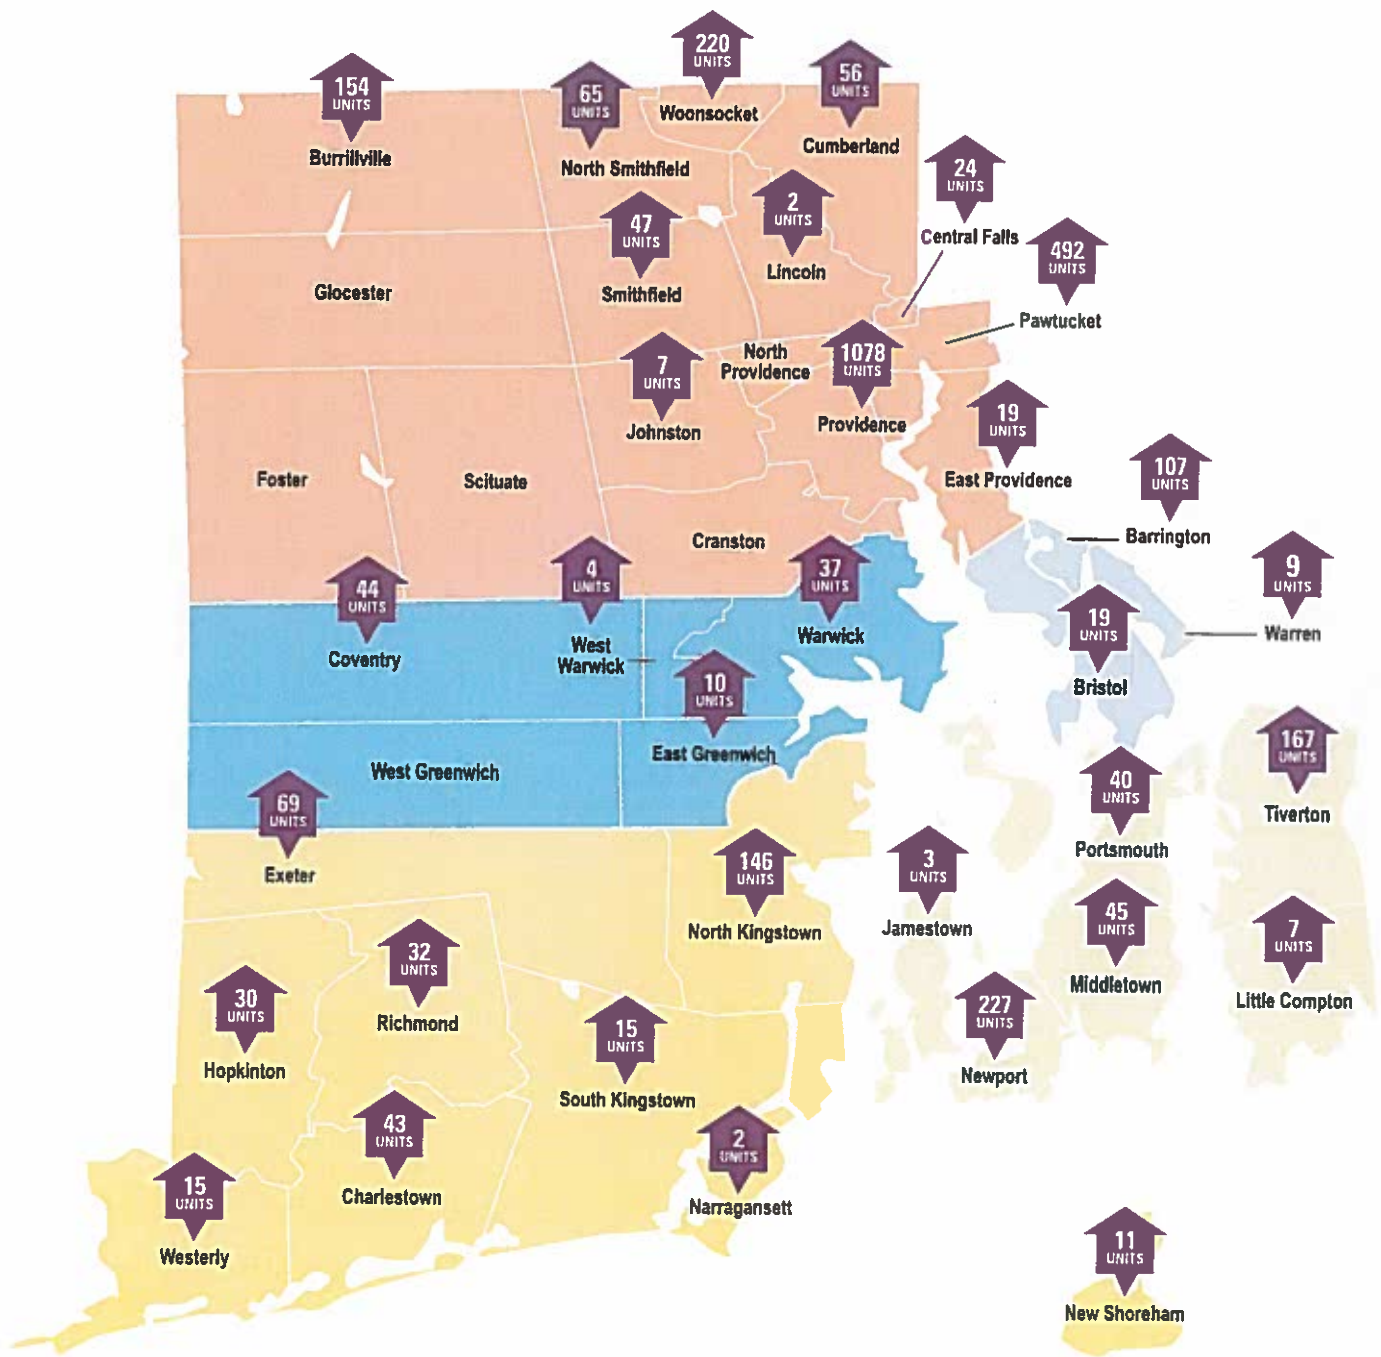 220
UNITS
Woonsocket
154
UNITS
Burrillville
65
UNITS
North Smithfield
56
UNITS
Cumberland
24
UNITS
Central Falls
47
UNITS
Smithfield
2
UNITS
Lincoln
492
UNITS
Pawtucket
Glocester
7
UNITS
Johnston
North
Providence
1078
UNITS
Providence
19
UNITS
East Providence
Foster
Scituate
107
UNITS
Barrington
Cranston
44
UNITS
Coventry
4
UNITS
West
Warwick
37
UNITS
Warwick
9
UNITS
Warren
19
UNITS
Bristol
10
UNITS
East Greenwich
West Greenwich
167
UNITS
Tiverton
40
UNITS
Portsmouth
69
UNITS
Exeter
146
UNITS
North Kingstown
3
UNITS
Jamestown
45
UNITS
Middletown
7
UNITS
Little Compton
32
UNITS
Richmond
30
UNITS
Hopkinton
15
UNITS
South Kingstown
227
UNITS
Newport
43
UNITS
Charlestown
2
UNITS
Narragansett
15
UNITS
Westerly
11
UNITS
New Shoreham